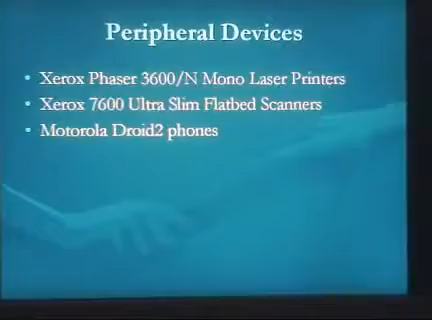 Peripheral Devices
• Xerox Phaser 3600/N Mono Laser Printers
• Xerox 7600 Ultra Slim Flatbed Scanners
• Motorola Droid2 phones